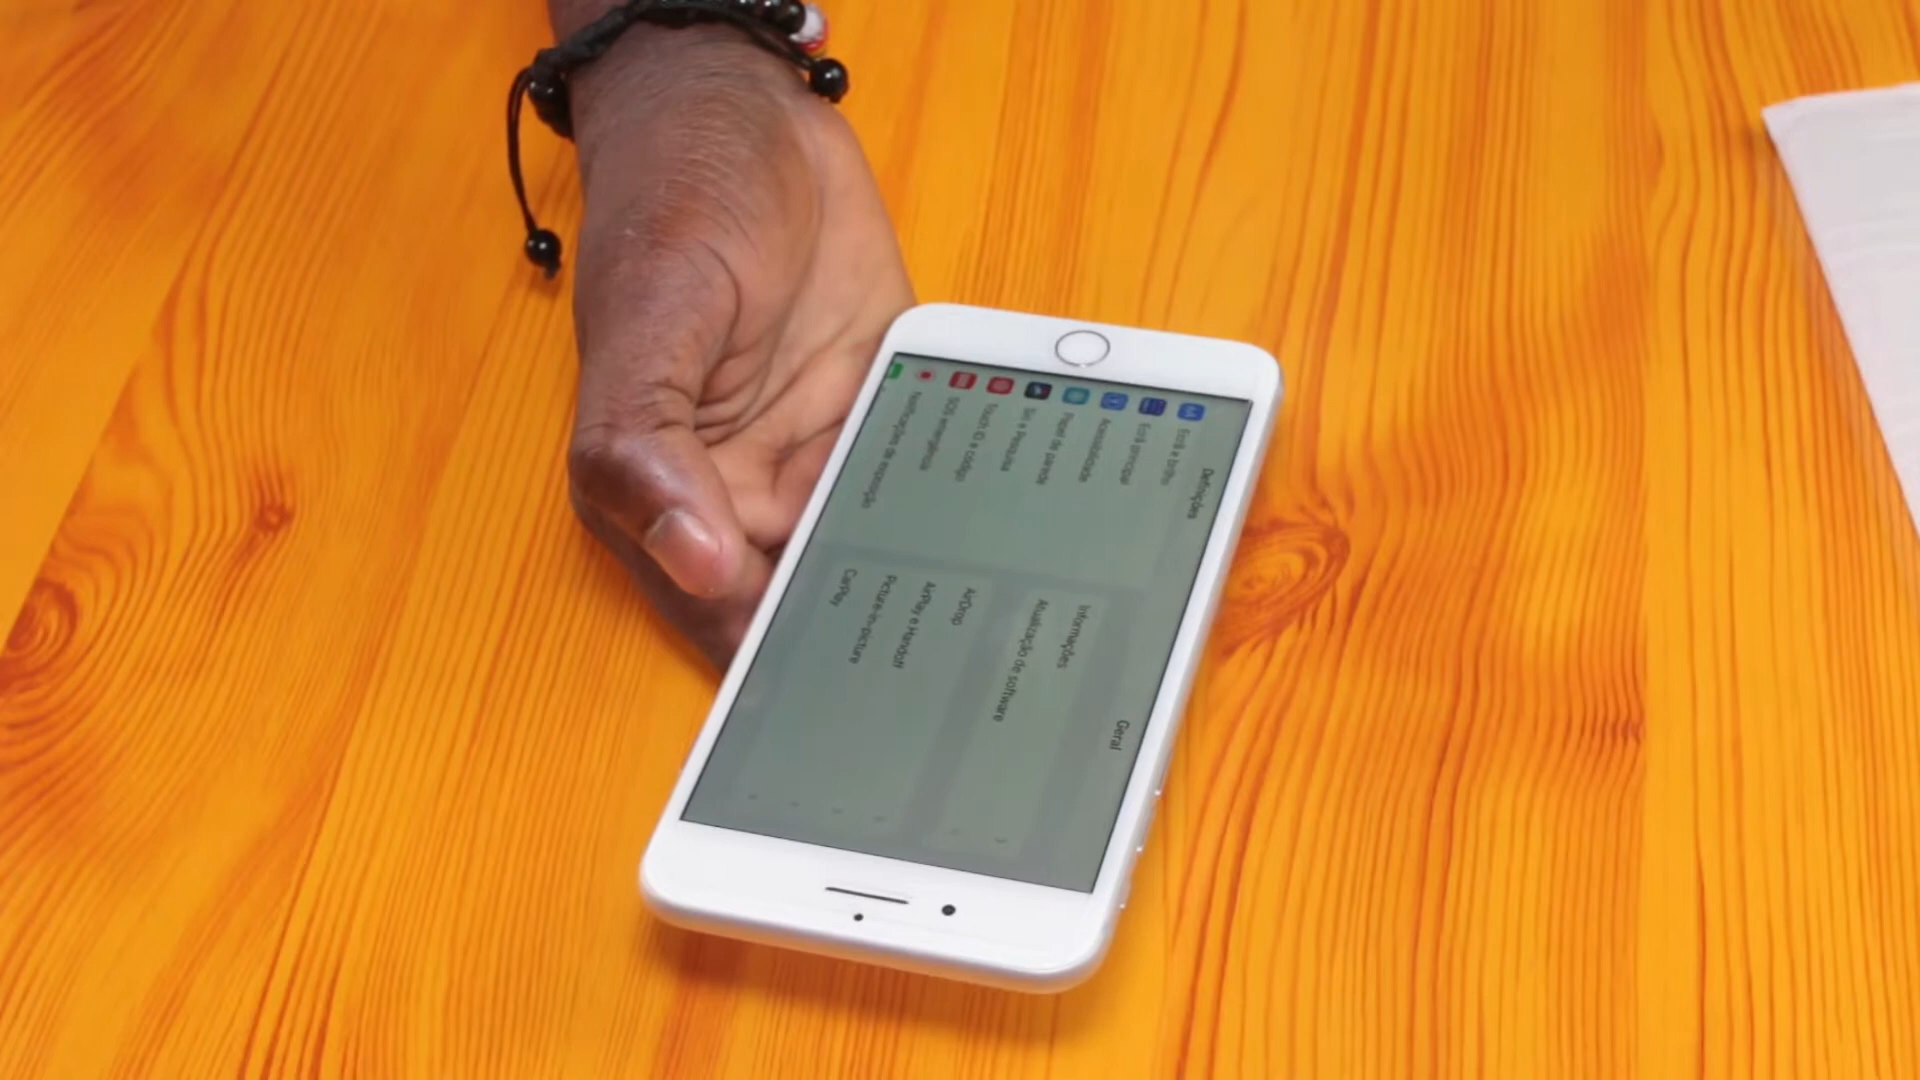 Definições
Ecrã e brilho
Ecrã principal
Acessibilidade
Papel de parede
Siri e Pesquisa
Touch ID e código
SOS emergência
Notificações de exposição
Geral
Informações
Atualização de software
AirDrop
AirPlay e Handoff
Picture-in-picture
CarPlay